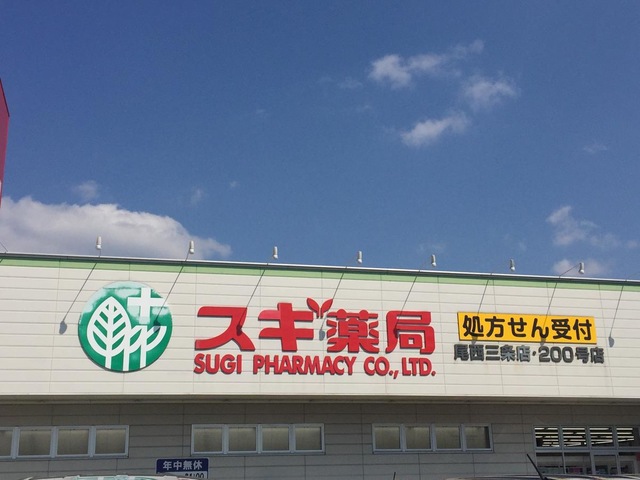 スギ薬局
SUGI PHARMACY CO., LTD.
処方せん受付
尾西三条店・200号店
年中無休